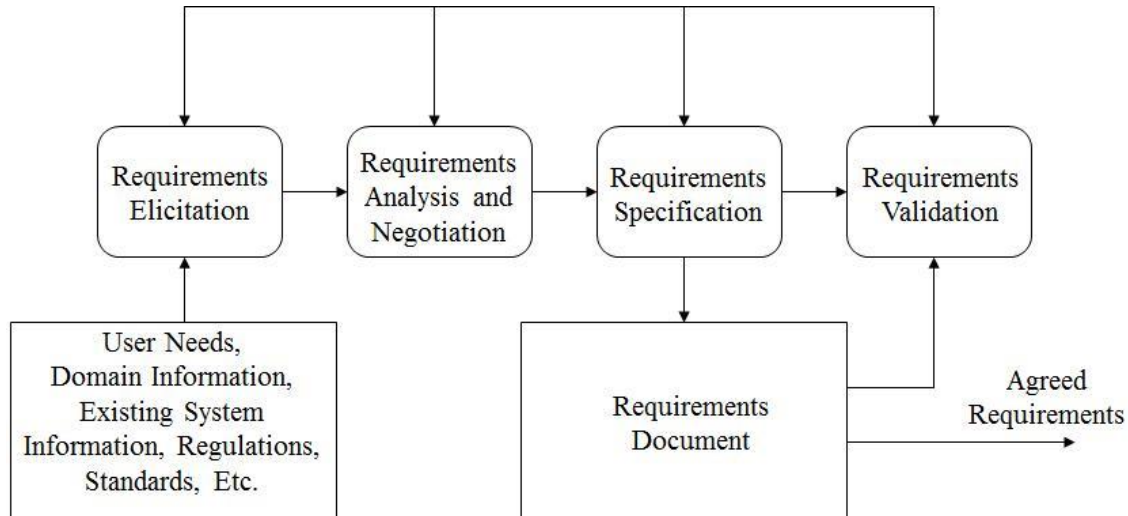 Requirements
Elicitation
Requirements
Analysis and
Negotiation
Requirements
Specification
Requirements
Validation
User Needs,
Domain Information,
Existing System
Information, Regulations,
Standards, Etc.
Requirements
Document
Agreed
Requirements